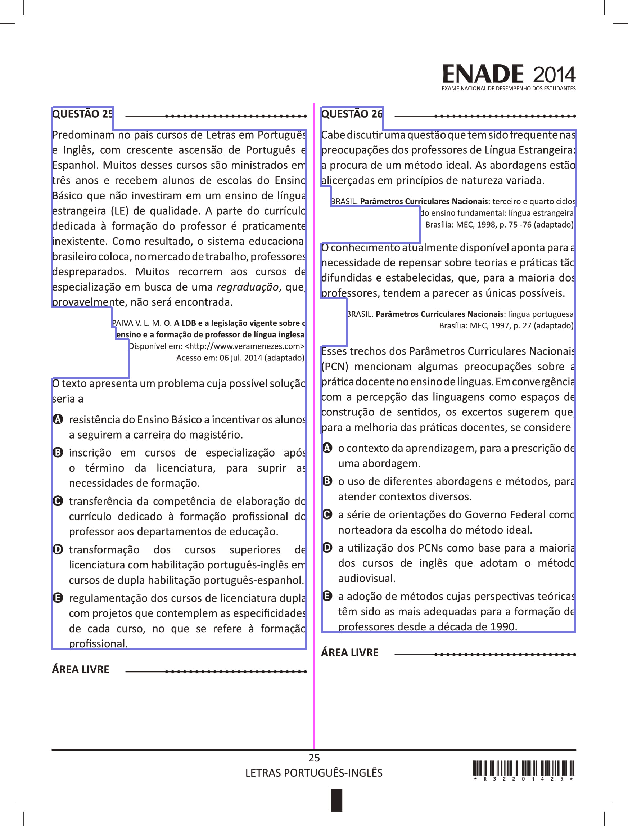 ENADE 2014
EXAME NACIONAL DE DESEMPENHO DOS ESTUDANTES
QUESTÃO 25
Predominam no país cursos de Letras em Português
e Inglês, com crescente ascensão de Português e
Espanhol. Muitos desses cursos são ministrados em
três anos e recebem alunos de escolas do Ensino
Básico que não investiram em um ensino de língua
estrangeira (LE) de qualidade. A parte do currículo
dedicada à formação do professor é praticamente
inexistente. Como resultado, o sistema educacional
brasileiro coloca, no mercado de trabalho, professores
despreparados. Muitos recorrem aos cursos de
especialização em busca de uma regraduação, que,
provavelmente, não será encontrada.
PAIVA V. L. M. O. A LDB e a legislação vigente sobre o
ensino e a formação de professor de língua inglesa.
Disponível em: <http://www.veramenezes.com>.
Acesso em: 06 jul. 2014 (adaptado).
O texto apresenta um problema cuja possível solução
seria a
A resistência do Ensino Básico a incentivar os alunos
a seguirem a carreira do magistério.
B inscrição em cursos de especialização após
o término da licenciatura, para suprir as
necessidades de formação.
C transferência da competência de elaboração do
currículo dedicado à formação profissional do
professor aos departamentos de educação.
D transformação dos cursos superiores de
licenciatura com habilitação português-inglês em
cursos de dupla habilitação português-espanhol.
E regulamentação dos cursos de licenciatura dupla
com projetos que contemplem as especificidades
de cada curso, no que se refere à formação
profissional.
ÁREA LIVRE
QUESTÃO 26
Cabe discutir uma questão que tem sido frequente nas
preocupações dos professores de Língua Estrangeira:
a procura de um método ideal. As abordagens estão
alicerçadas em princípios de natureza variada.
BRASIL. Parâmetros Curriculares Nacionais: terceiro e quarto ciclos
do ensino fundamental: língua estrangeira.
Brasília: MEC, 1998, p. 75 -76 (adaptado).
O conhecimento atualmente disponível aponta para a
necessidade de repensar sobre teorias e práticas tão
difundidas e estabelecidas, que, para a maioria dos
professores, tendem a parecer as únicas possíveis.
BRASIL. Parâmetros Curriculares Nacionais: língua portuguesa.
Brasília: MEC, 1997, p. 27 (adaptado).
Esses trechos dos Parâmetros Curriculares Nacionais
(PCN) mencionam algumas preocupações sobre a
prática docente no ensino de línguas. Em convergência
com a percepção das linguagens como espaços de
construção de sentidos, os excertos sugerem que,
para a melhoria das práticas docentes, se considere
A o contexto da aprendizagem, para a prescrição de
uma abordagem.
B o uso de diferentes abordagens e métodos, para
atender contextos diversos.
C a série de orientações do Governo Federal como
norteadora da escolha do método ideal.
D a utilização dos PCNs como base para a maioria
dos cursos de inglês que adotam o método
audiovisual.
E a adoção de métodos cujas perspectivas teóricas
têm sido as mais adequadas para a formação de
professores desde a década de 1990.
ÁREA LIVRE
25
LETRAS PORTUGUÊS-INGLÊS
*R32201425*